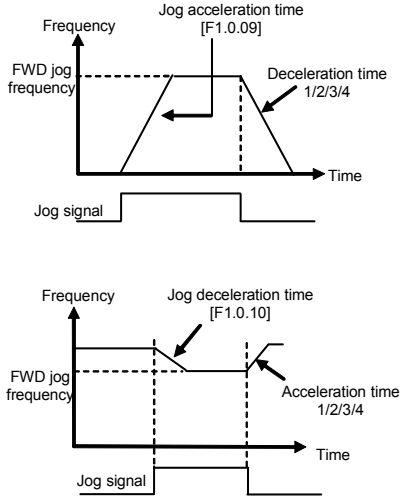 Jog acceleration time
[F1.0.09]
Frequency
FWD jog
frequency
Deceleration time
1/2/3/4
Time
Jog signal
Frequency
Jog deceleration time
[F1.0.10]
FWD jog
frequency
Acceleration time
1/2/3/4
Time
Jog signal